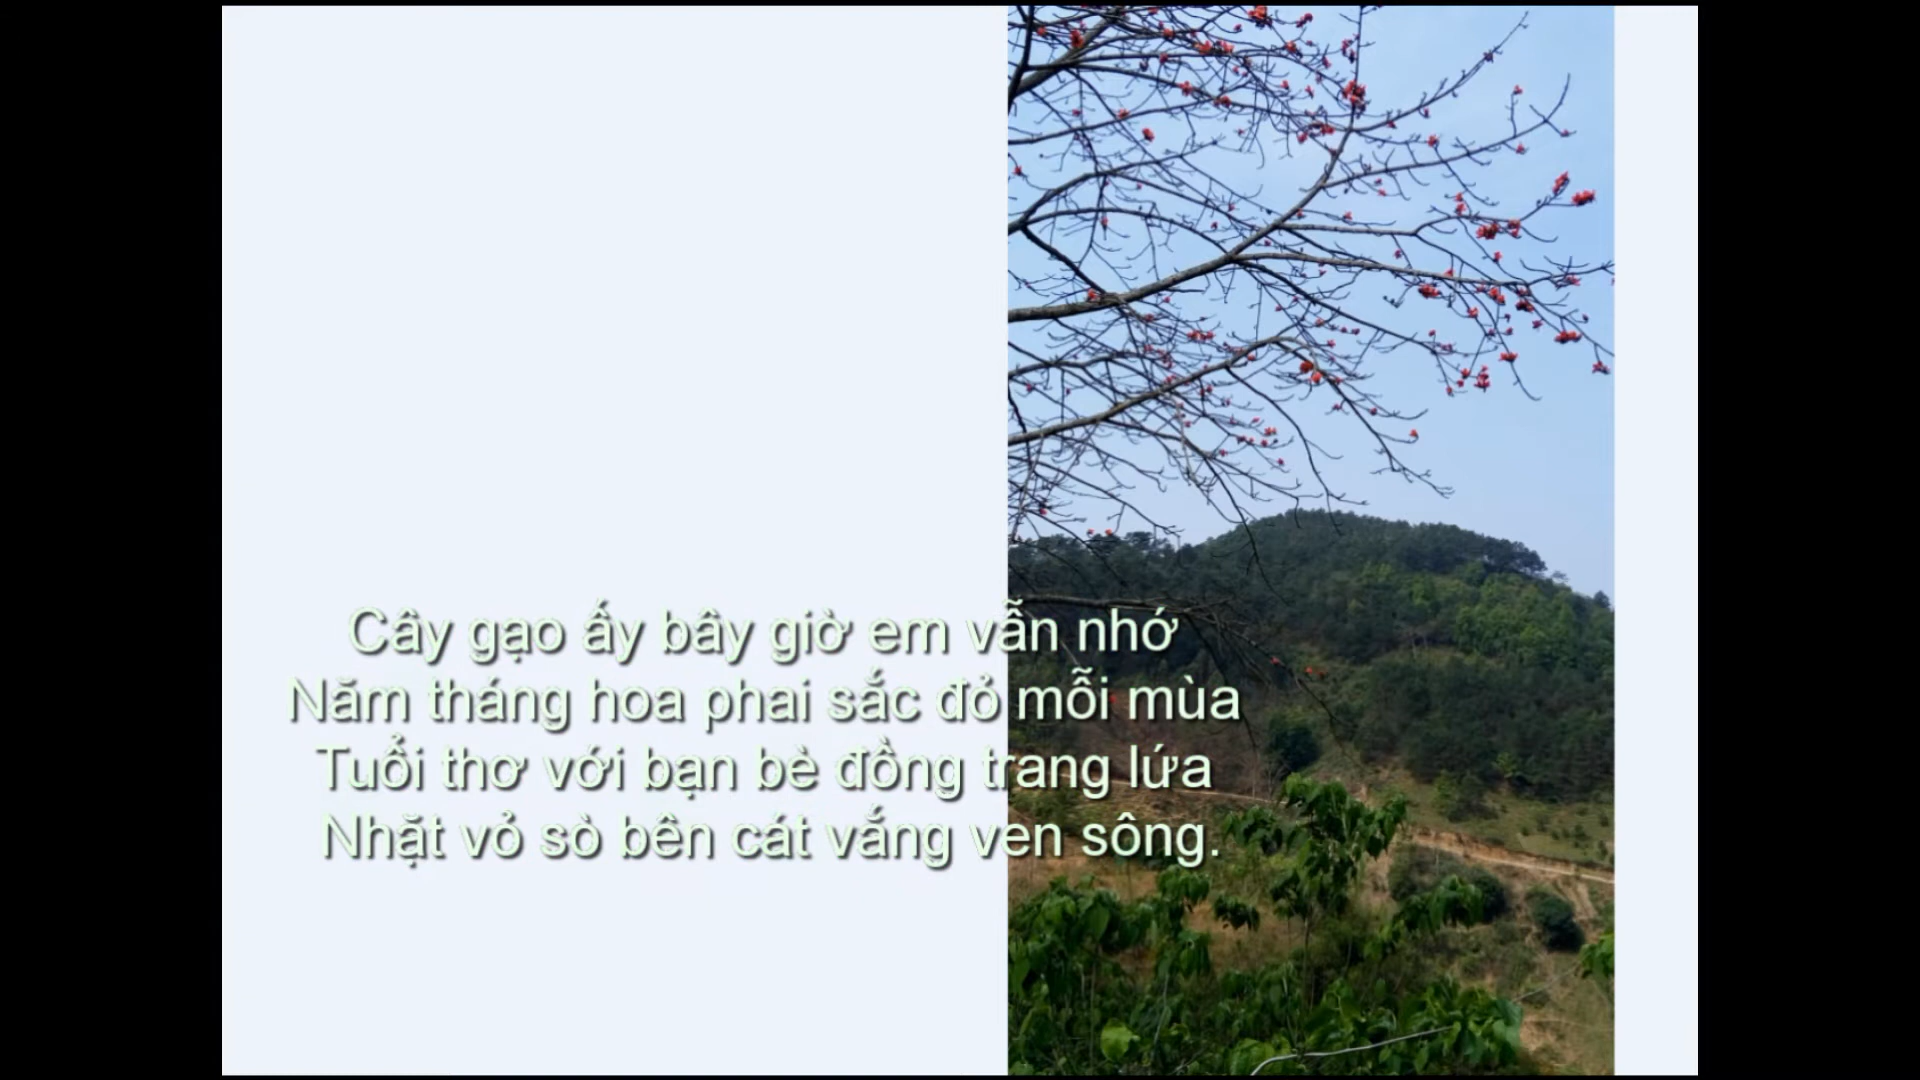 Cây gạo ấy bây giờ em vẫn nhớ
Năm tháng hoa phai sắc đỏ mỗi mùa
Tuổi thơ với bạn bè đồng trang lứa
Nhặt vỏ sò bên cát vắng ven sông.